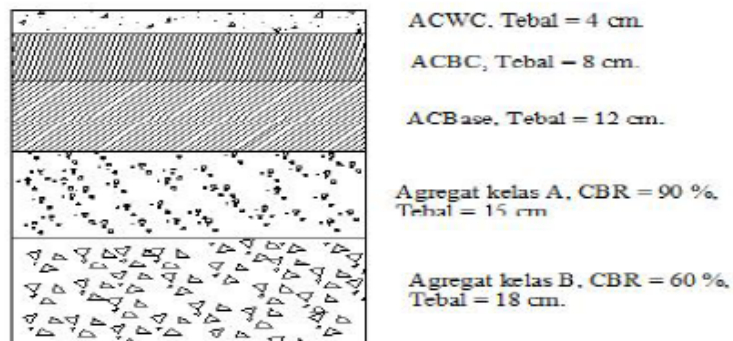 ACWC, Tebal = 4 cm.
ACBC, Tebal = 8 cm.
ACBase, Tebal = 12 cm.
Agregat kelas A, CBR = 90 %,
Tebal = 15 cm
Agregat kelas B, CBR = 60 %,
Tebal = 18 cm.